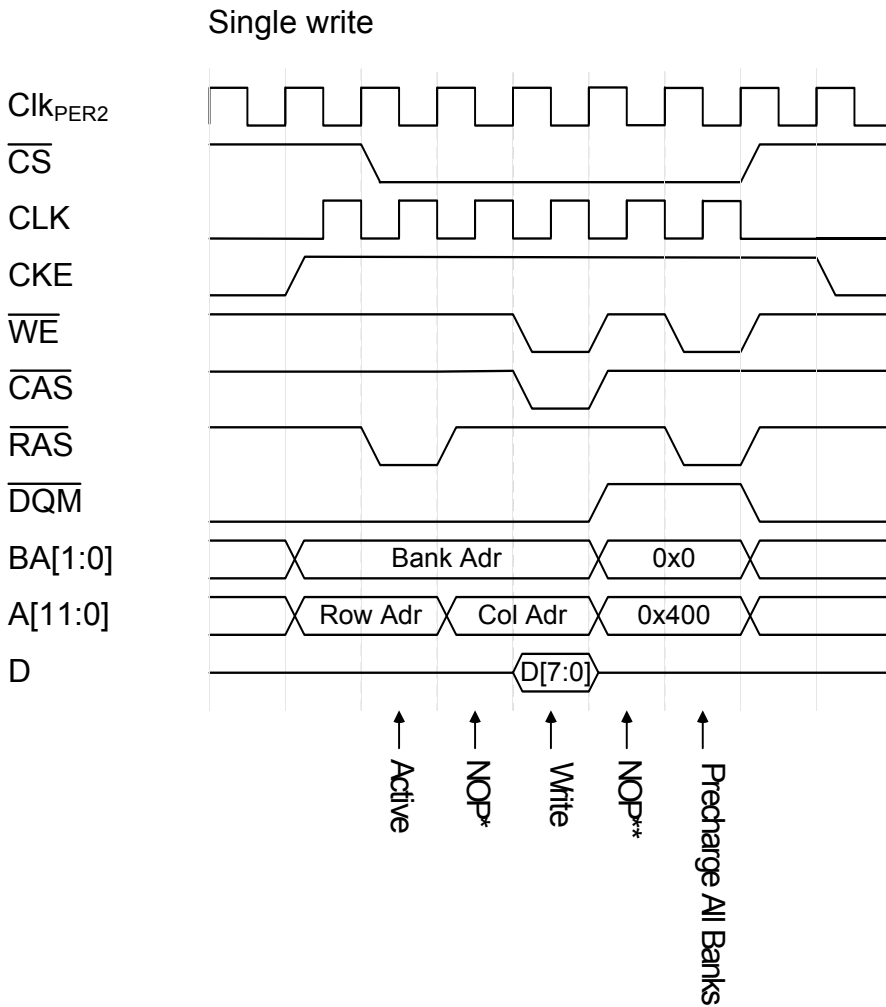 Single write
Clk_PER2
CS
CLK
CKE
WE
CAS
RAS
DQM
BA[1:0] Bank Adr 0x0
A[11:0] Row Adr Col Adr 0x400
D D[7:0]
Active
NOP*
Write
NOP**
Precharge All Banks